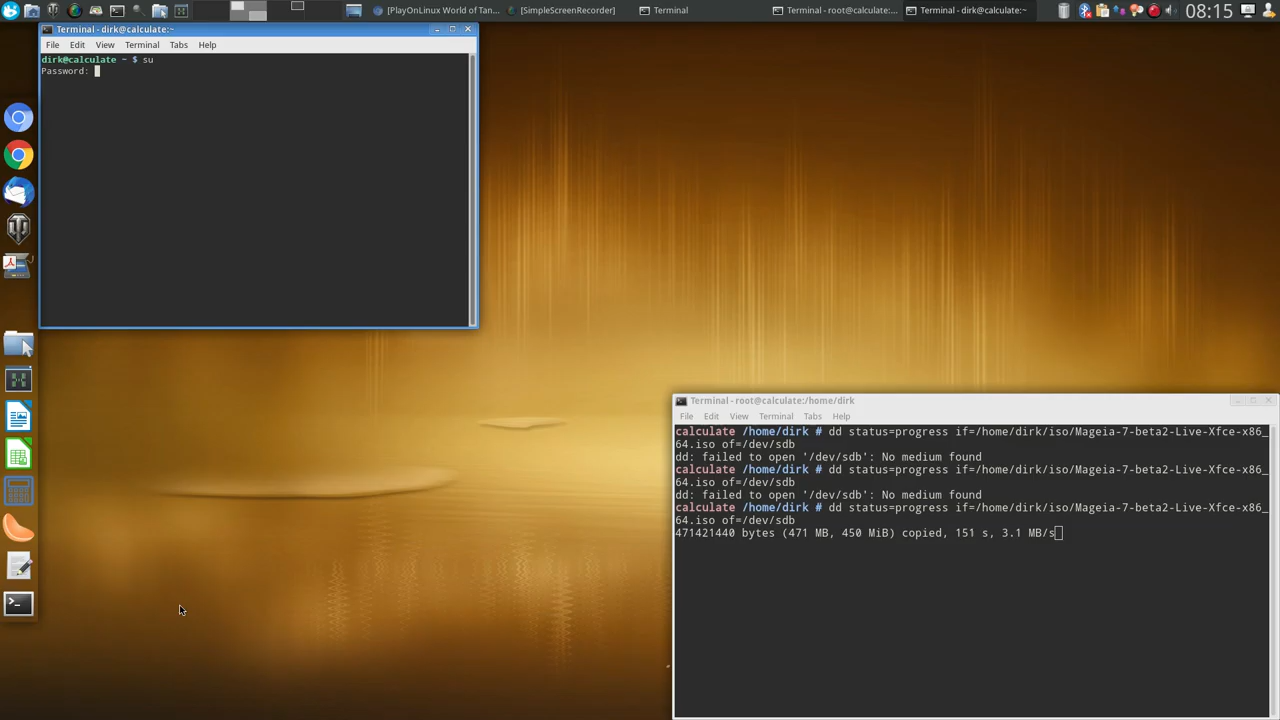 [PlayOnLinux World of Tan...
[SimpleScreenRecorder]
Terminal
Terminal - root@calculate:...
Terminal - dirk@calculate:~
08:15
Terminal - dirk@calculate:~
File Edit View Terminal Tabs Help
dirk@calculate ~ $ su
Password:
Terminal - root@calculate:/home/dirk
File Edit View Terminal Tabs Help
calculate /home/dirk # dd status=progress if=/home/dirk/iso/Mageia-7-beta2-Live-Xfce-x86_
64.iso of=/dev/sdb
dd: failed to open '/dev/sdb': No medium found
calculate /home/dirk # dd status=progress if=/home/dirk/iso/Mageia-7-beta2-Live-Xfce-x86_
64.iso of=/dev/sdb
dd: failed to open '/dev/sdb': No medium found
calculate /home/dirk # dd status=progress if=/home/dirk/iso/Mageia-7-beta2-Live-Xfce-x86_
64.iso of=/dev/sdb
471421440 bytes (471 MB, 450 MiB) copied, 151 s, 3.1 MB/s